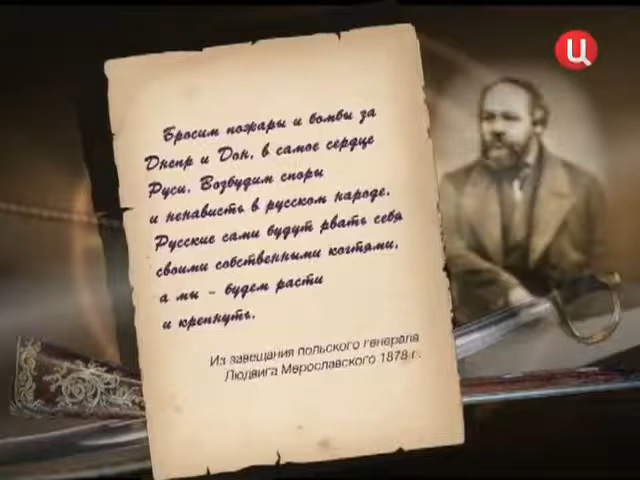 Ц
Бросим пожары и бомбы за
Днепр и Дон, в самое сердце
Руси. Возбудим споры
и ненависть в русском народе.
Русские сами будут рвать себя
своими собственными когтями,
а мы - будем расти
и крепнуть.
Из завещания польского генерала
Людвига Мерославского 1878 г.